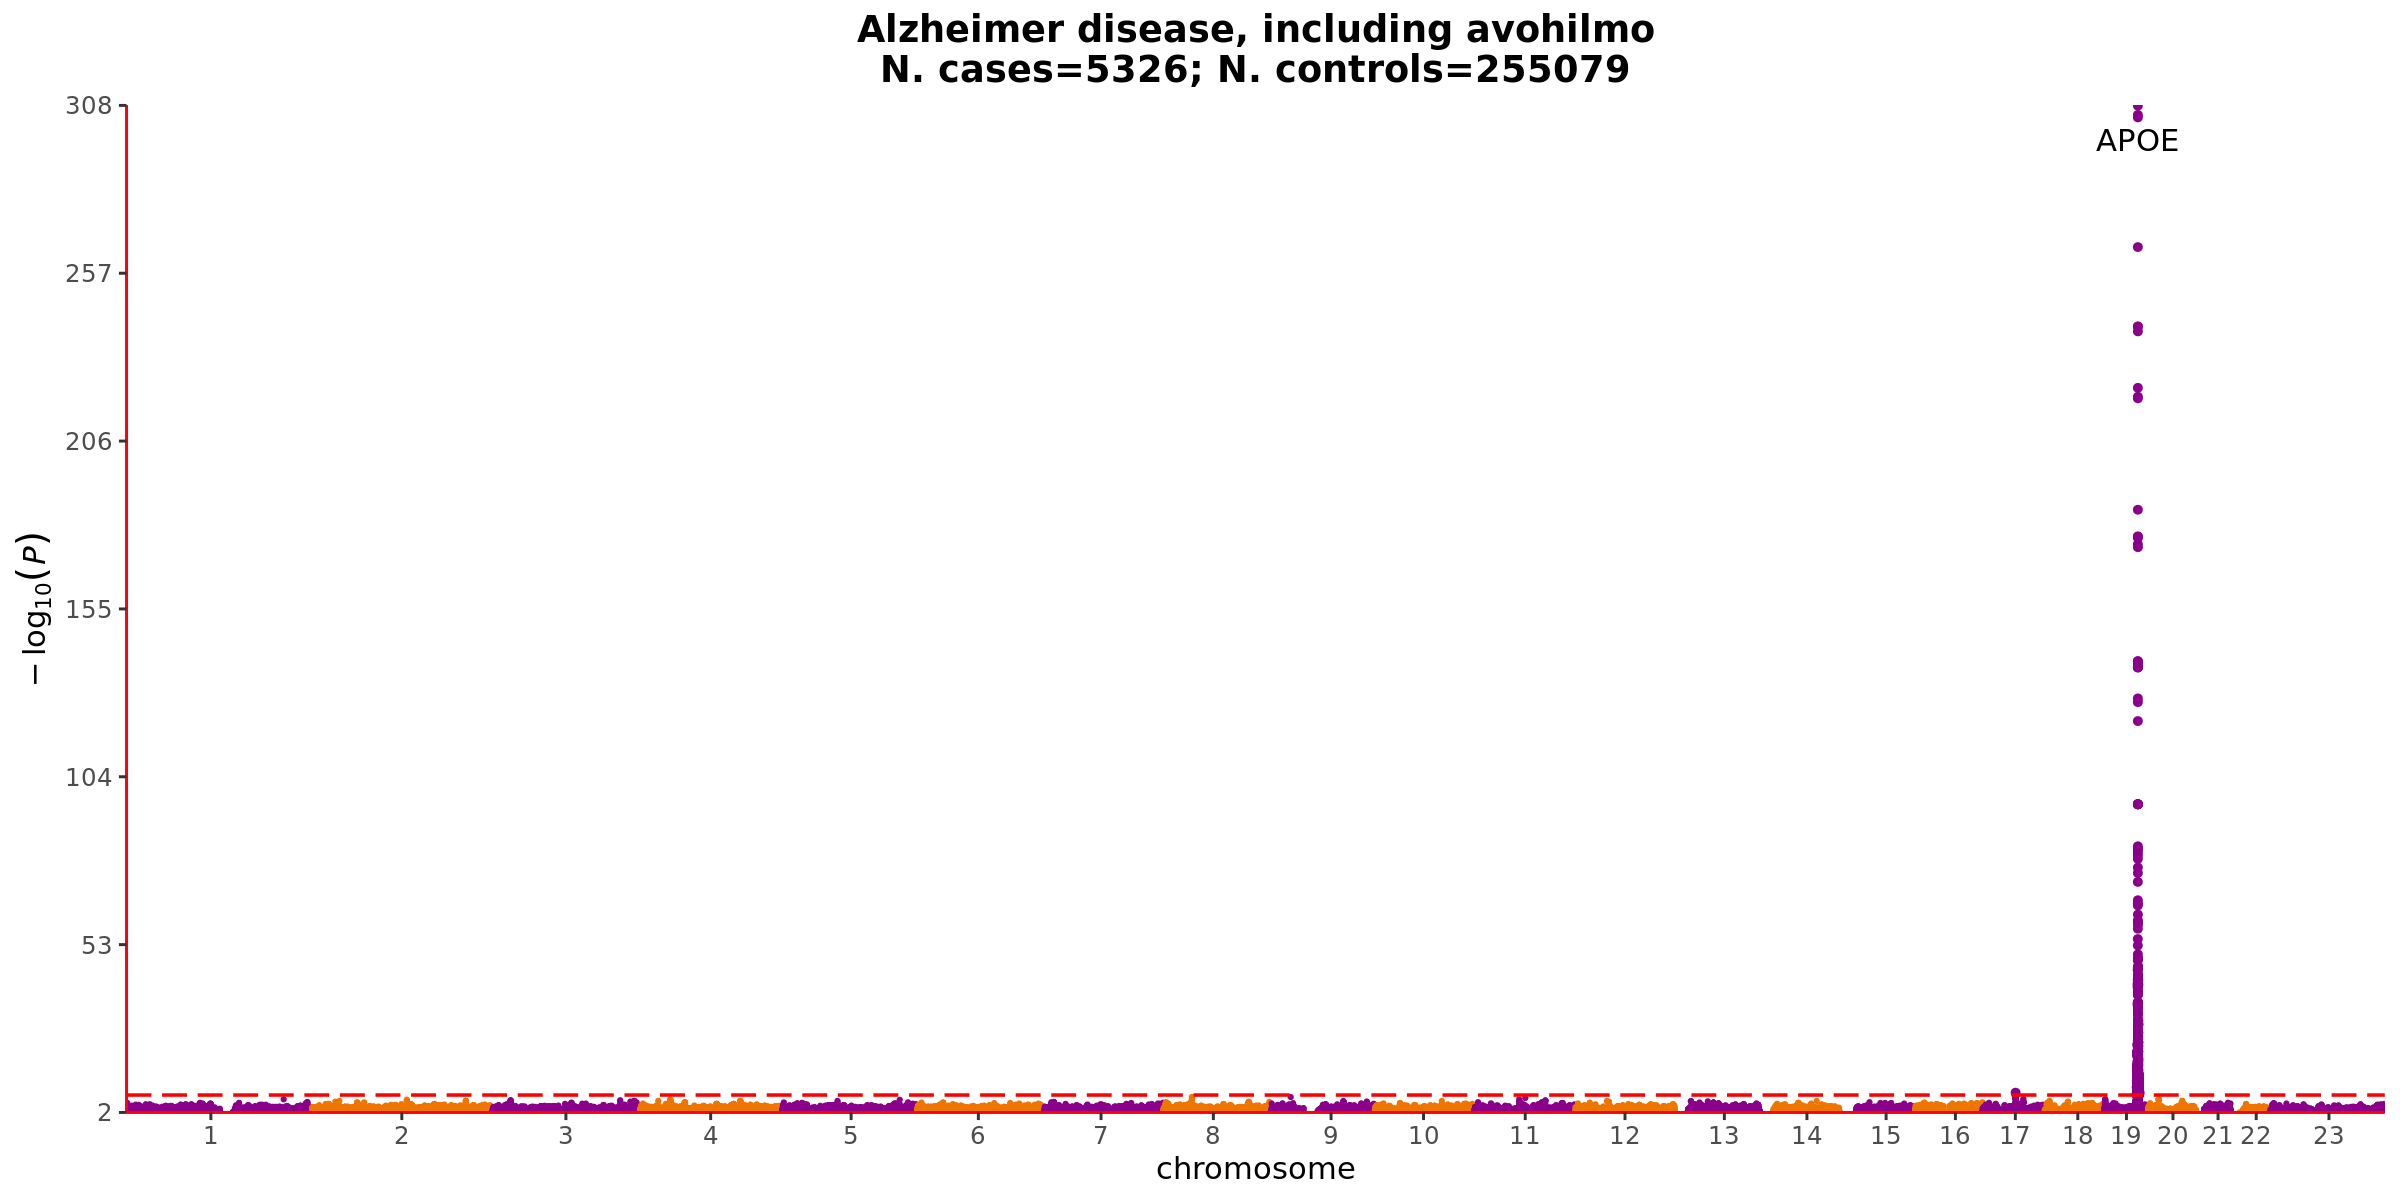 Alzheimer disease, including avohilmo
N. cases=5326; N. controls=255079
308
257
206
155
104
53
2
−log10(P)
APOE
1 2 3 4 5 6 7 8 9 10 11 12 13 14 15 16 17 18 19 20 21 22 23
chromosome